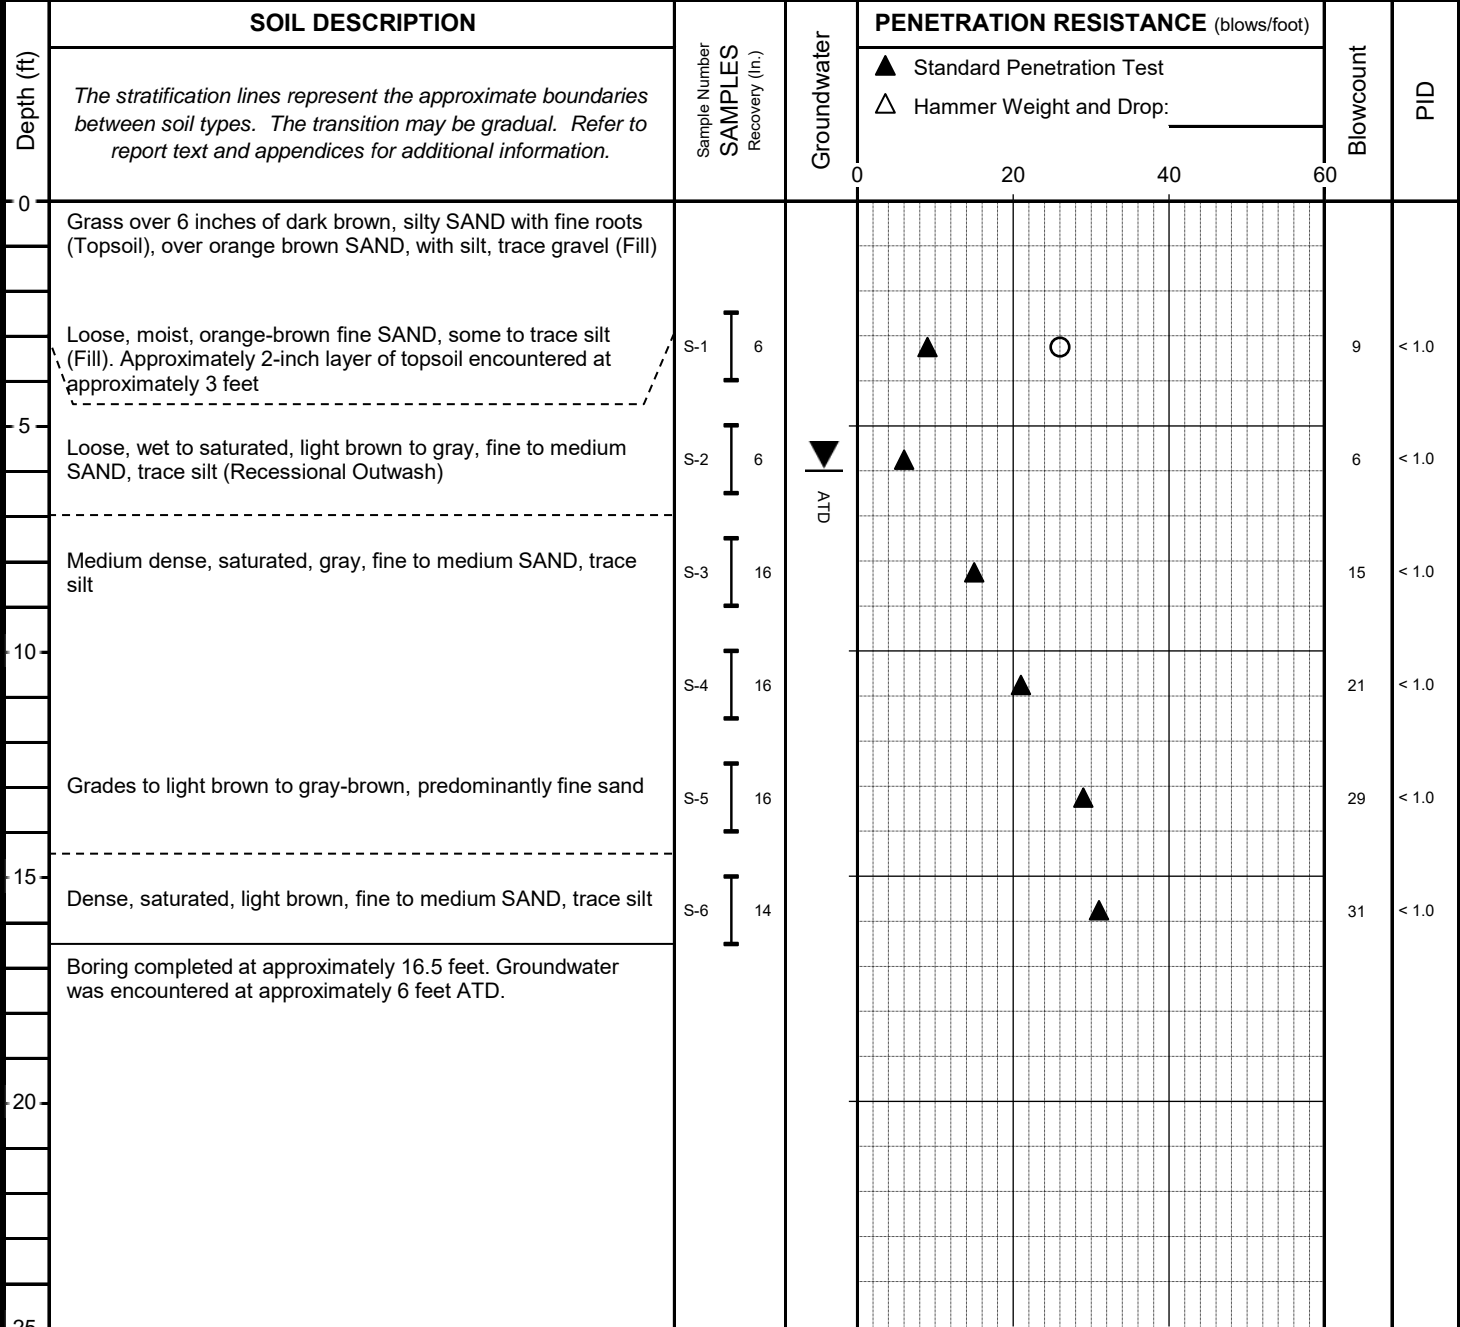 SOIL DESCRIPTION
PENETRATION RESISTANCE (blows/foot)
Depth (ft)
The stratification lines represent the approximate boundaries
between soil types. The transition may be gradual. Refer to
report text and appendices for additional information.
Sample Number
SAMPLES
Recovery (In.)
Groundwater
▲ Standard Penetration Test
△ Hammer Weight and Drop:
Blowcount
PID
0 20 40 60
0
Grass over 6 inches of dark brown, silty SAND with fine roots
(Topsoil), over orange brown SAND, with silt, trace gravel (Fill)
Loose, moist, orange-brown fine SAND, some to trace silt
(Fill). Approximately 2-inch layer of topsoil encountered at
approximately 3 feet
S-1 6 9 < 1.0
5
Loose, wet to saturated, light brown to gray, fine to medium
SAND, trace silt (Recessional Outwash)
S-2 6 6 < 1.0
ATD
Medium dense, saturated, gray, fine to medium SAND, trace
silt
S-3 16 15 < 1.0
10
S-4 16 21 < 1.0
Grades to light brown to gray-brown, predominantly fine sand
S-5 16 29 < 1.0
15
Dense, saturated, light brown, fine to medium SAND, trace silt
S-6 14 31 < 1.0
Boring completed at approximately 16.5 feet. Groundwater
was encountered at approximately 6 feet ATD.
20
25